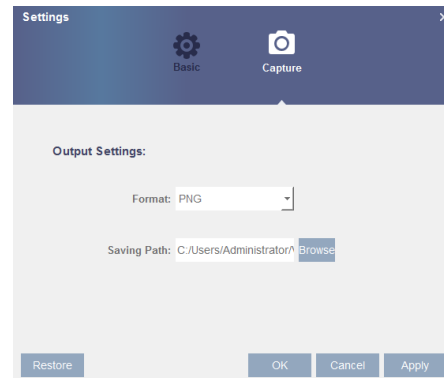 Settings
Basic
Capture
Output Settings:
Format: PNG
Saving Path: C:/Users/Administrator/ Browse
Restore
OK
Cancel
Apply